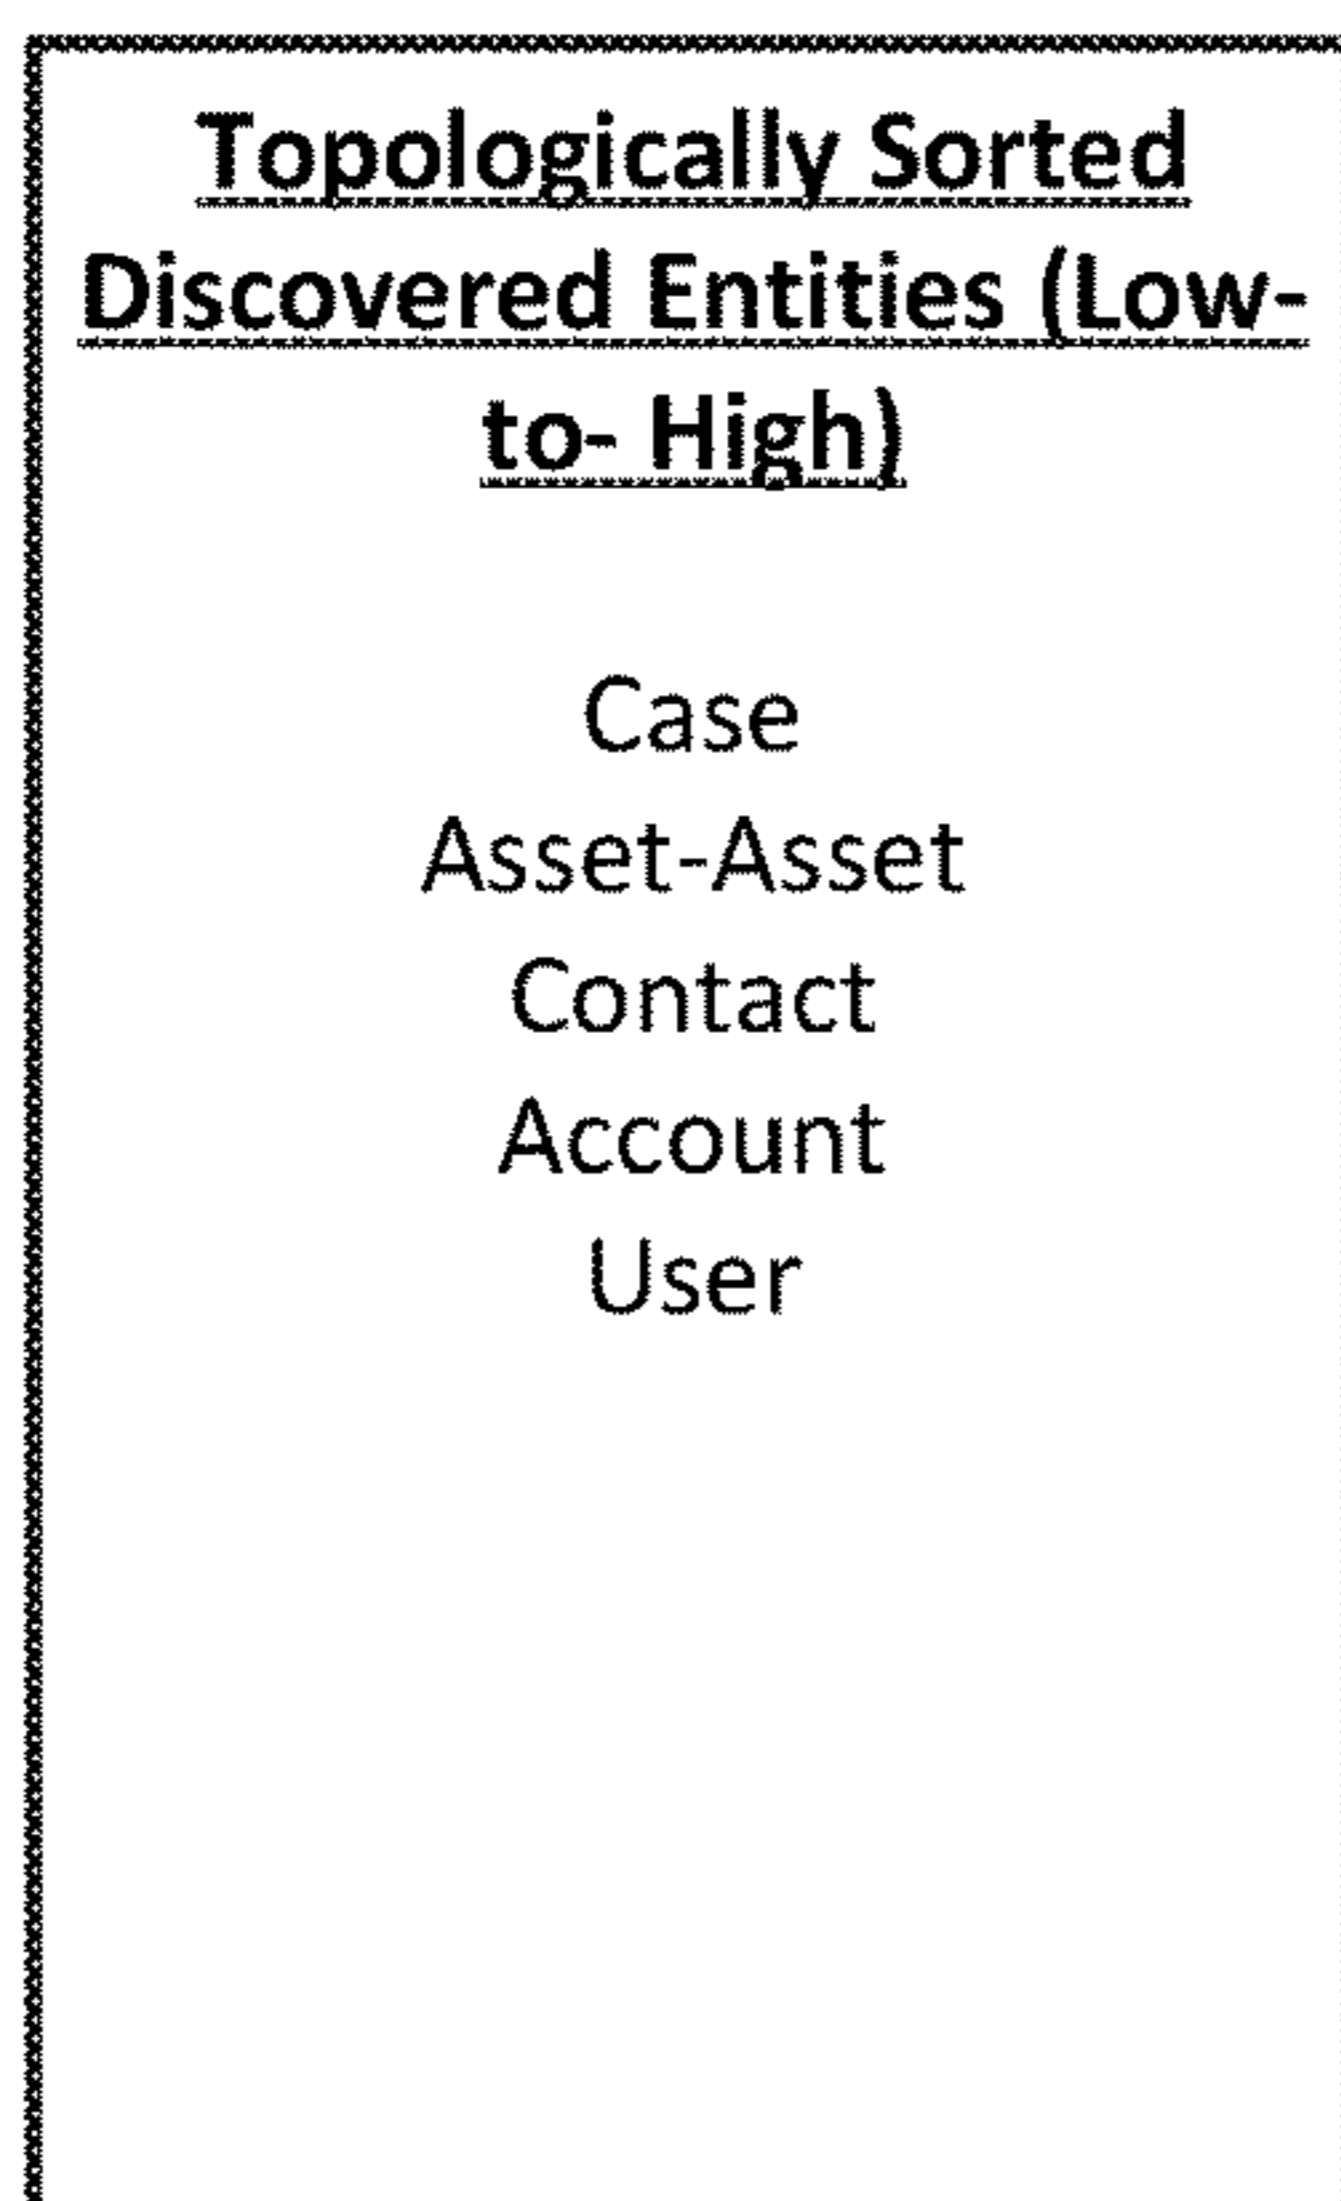 Topologically Sorted
Discovered Entities (Low-
to- High)
Case
Asset-Asset
Contact
Account
User